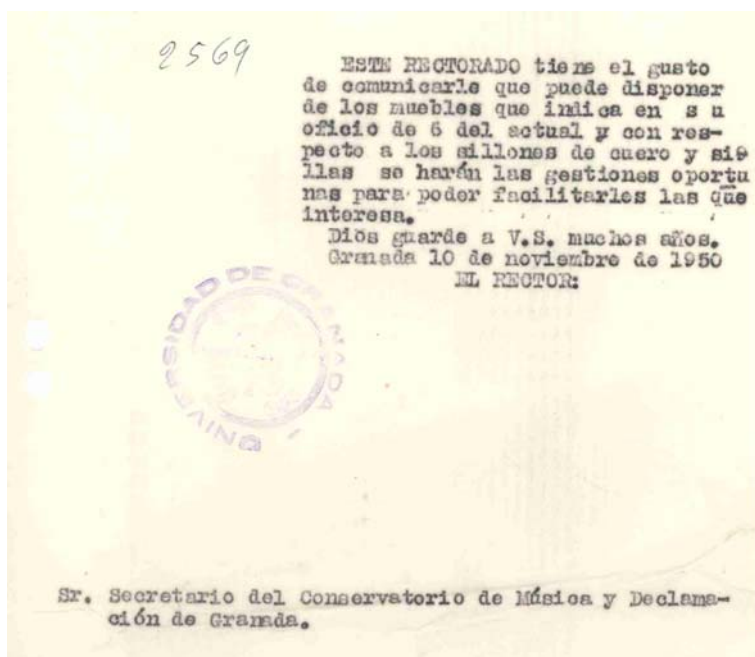 2569
ESTE RECTORADO tiene el gusto
de comunicarle que puede disponer
de los muebles que indica en s u
oficio de 6 del actual y con res-
pecto a los sillones de cuero y si
llas se harán las gestiones oportu
nas para poder facilitarles las que
interesa.
Dios guarde a V.S. muchos años.
Granada 10 de noviembre de 1950
EL RECTOR:
UNIVERSIDAD DE GRANADA
Sr. Secretario del Conservatorio de Música y Declama-
ción de Granada.